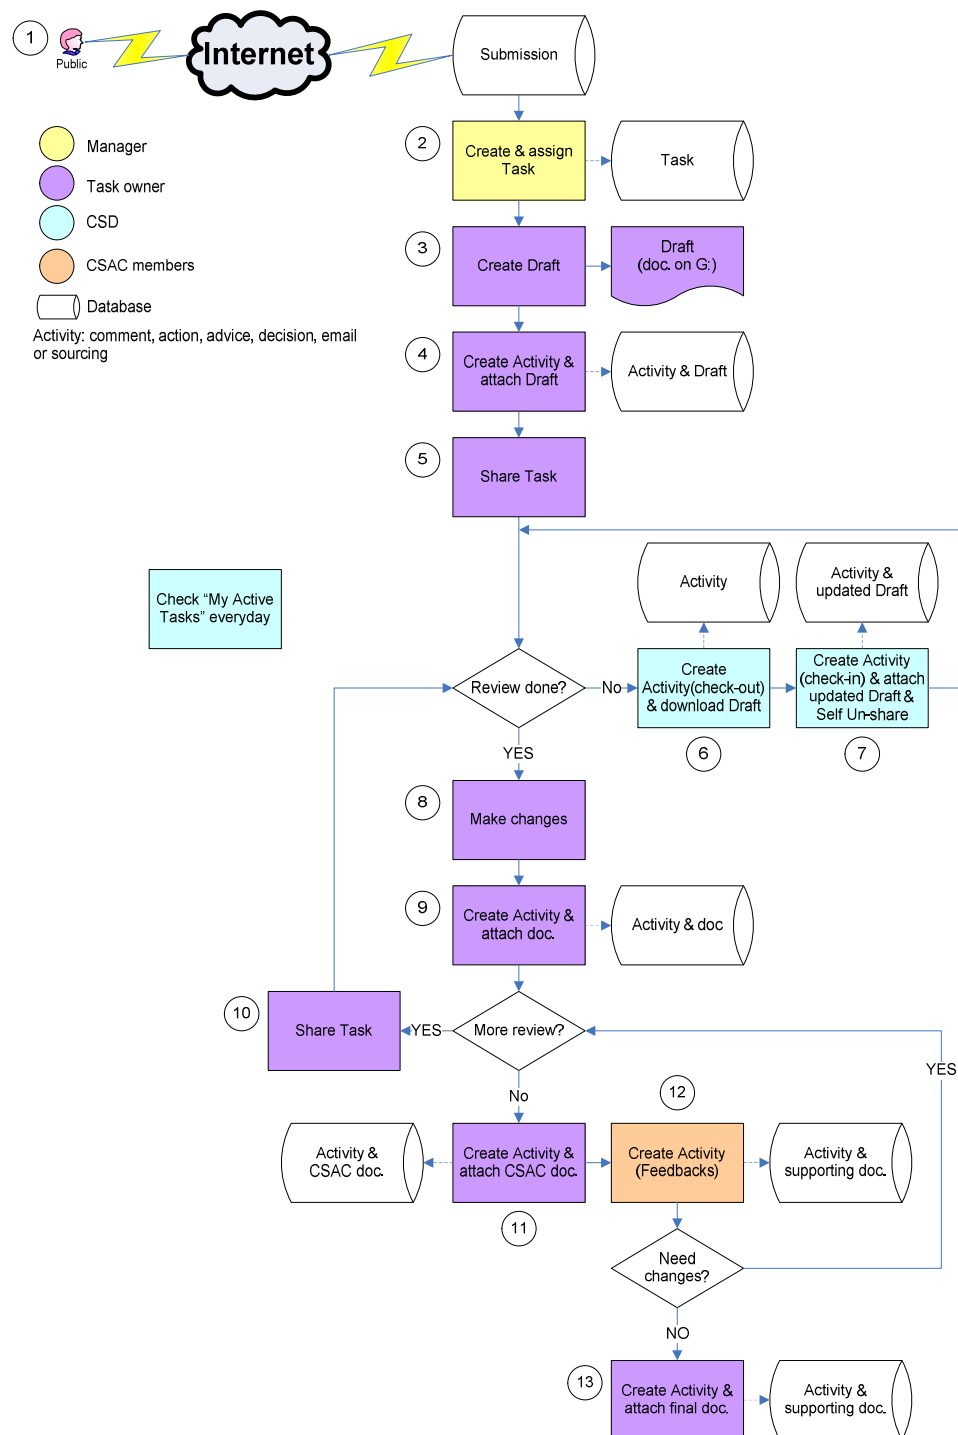 1
Public
Internet
Submission
Manager
Task owner
CSD
CSAC members
Database
Activity: comment, action, advice, decision, email
or sourcing
2
Create & assign
Task
Task
3
Create Draft
Draft
(doc. on G:)
4
Create Activity &
attach Draft
Activity & Draft
5
Share Task
Check “My Active
Tasks” everyday
Activity
Activity &
updated Draft
Review done?
No
Create
Activity(check-out)
& download Draft
Create Activity
(check-in) & attach
updated Draft &
Self Un-share
6
7
YES
8
Make changes
9
Create Activity &
attach doc.
Activity & doc
10
Share Task
YES
More review?
YES
No
12
Activity &
CSAC doc.
Create Activity &
attach CSAC doc.
Create Activity
(Feedbacks)
Activity &
supporting doc.
11
Need
changes?
NO
13
Create Activity &
attach final doc.
Activity &
supporting doc.